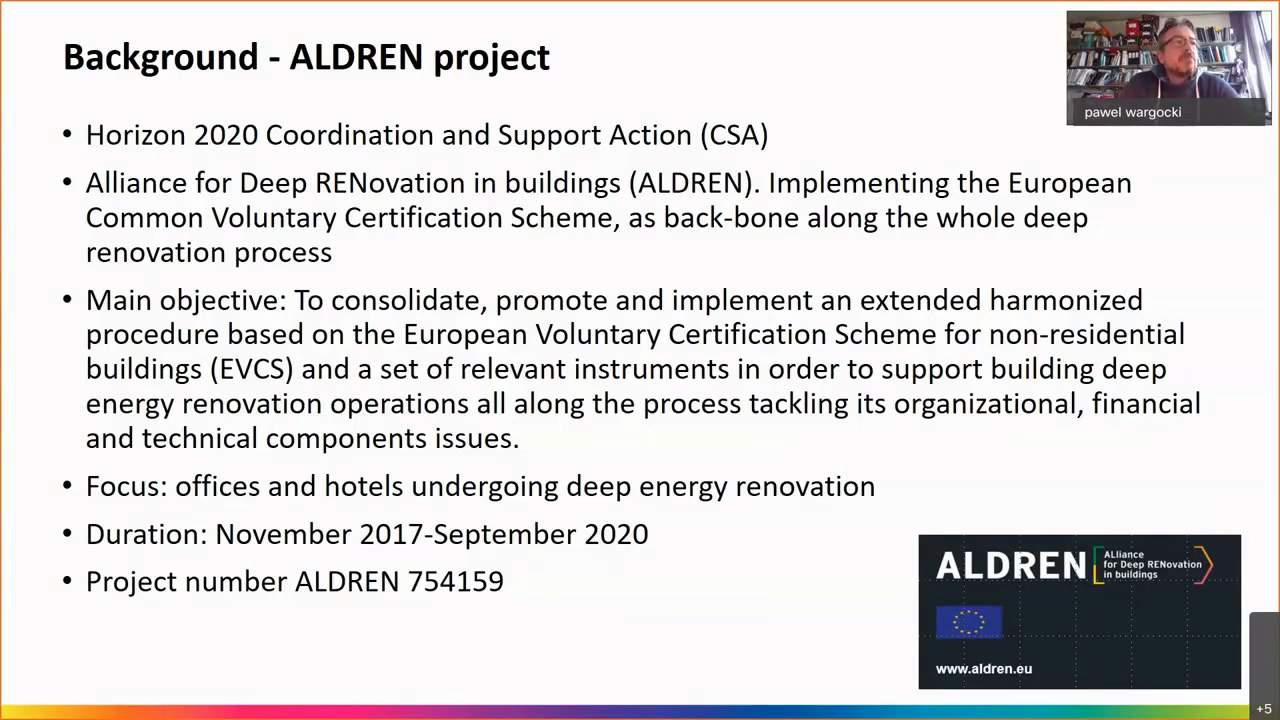 Background - ALDREN project
pawel wargocki
• Horizon 2020 Coordination and Support Action (CSA)
• Alliance for Deep RENovation in buildings (ALDREN). Implementing the European
Common Voluntary Certification Scheme, as back-bone along the whole deep
renovation process
• Main objective: To consolidate, promote and implement an extended harmonized
procedure based on the European Voluntary Certification Scheme for non-residential
buildings (EVCS) and a set of relevant instruments in order to support building deep
energy renovation operations all along the process tackling its organizational, financial
and technical components issues.
• Focus: offices and hotels undergoing deep energy renovation
• Duration: November 2017-September 2020
• Project number ALDREN 754159
ALDREN
ALliance
for Deep RENovation
in buildings
www.aldren.eu
+5